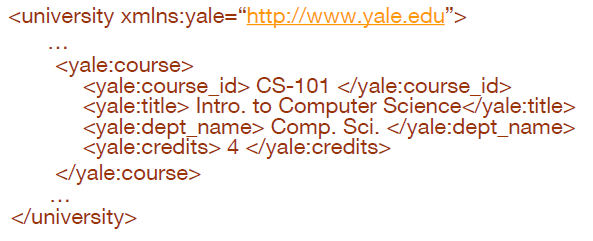 <university xmlns:yale=“http://www.yale.edu”>
…
<yale:course>
<yale:course_id> CS-101 </yale:course_id>
<yale:title> Intro. to Computer Science</yale:title>
<yale:dept_name> Comp. Sci. </yale:dept_name>
<yale:credits> 4 </yale:credits>
</yale:course>
…
</university>